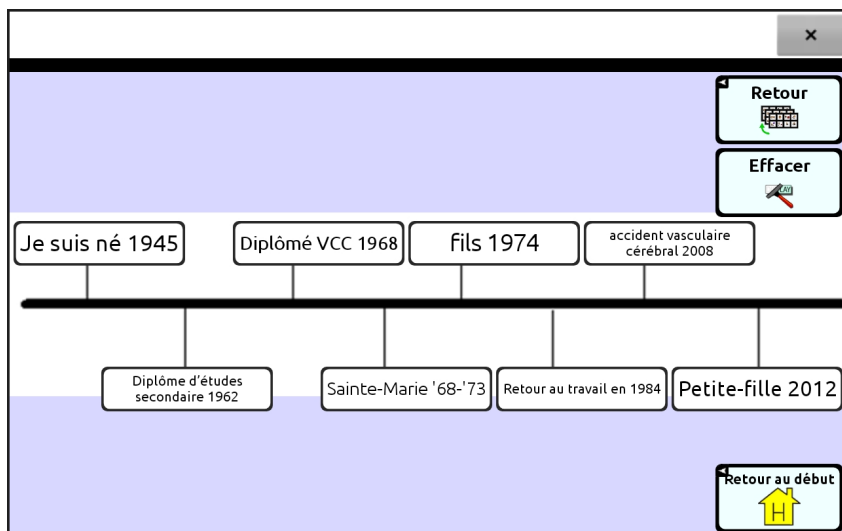 ×
Retour
Effacer
LAY
Je suis né 1945
Diplômé VCC 1968
fils 1974
accident vasculaire
cérébral 2008
Diplôme d'études
secondaire 1962
Sainte-Marie '68-'73
Retour au travail en 1984
Petite-fille 2012
Retour au début
H